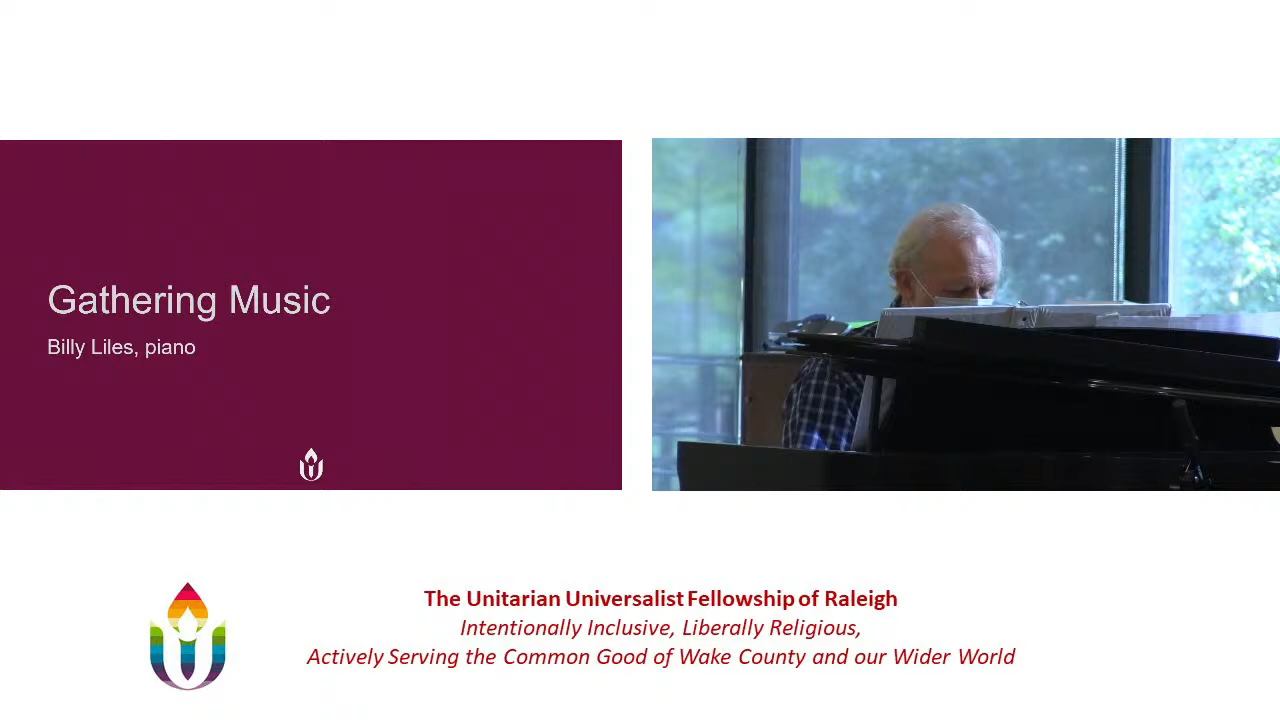 Gathering Music
Billy Liles, piano
The Unitarian Universalist Fellowship of Raleigh
Intentionally Inclusive, Liberally Religious,
Actively Serving the Common Good of Wake County and our Wider World